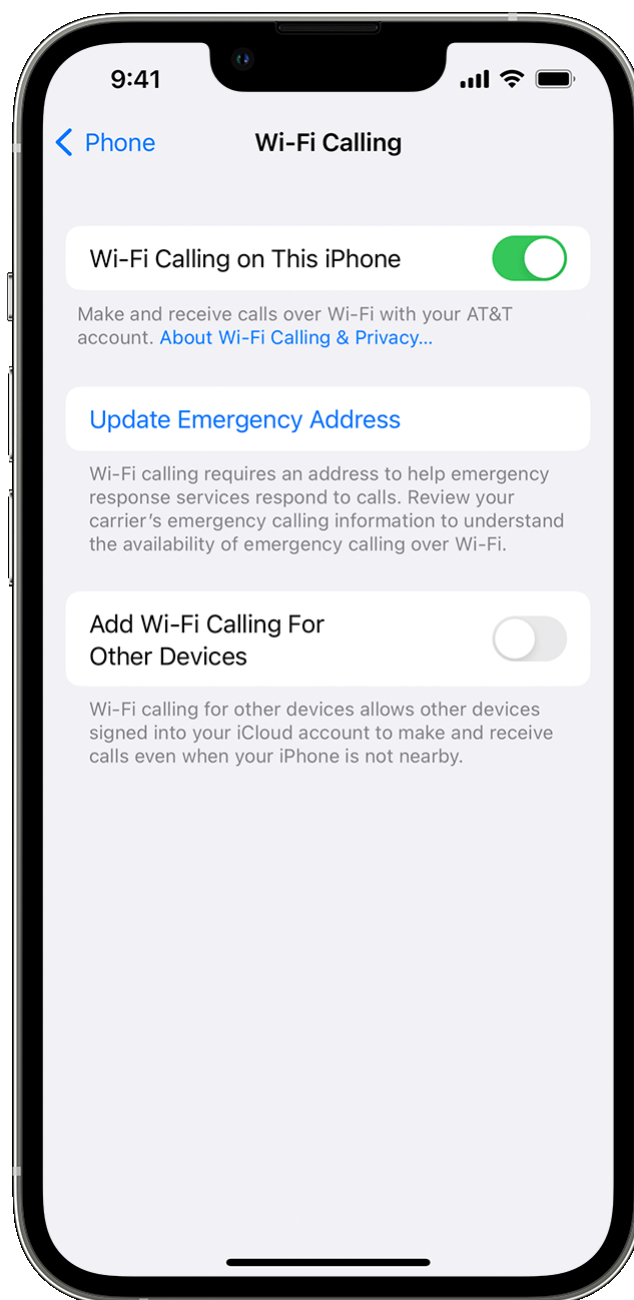 9:41
Phone
Wi-Fi Calling
Wi-Fi Calling on This iPhone
Make and receive calls over Wi-Fi with your AT&T
account. About Wi-Fi Calling & Privacy...
Update Emergency Address
Wi-Fi calling requires an address to help emergency
response services respond to calls. Review your
carrier's emergency calling information to understand
the availability of emergency calling over Wi-Fi.
Add Wi-Fi Calling For
Other Devices
Wi-Fi calling for other devices allows other devices
signed into your iCloud account to make and receive
calls even when your iPhone is not nearby.